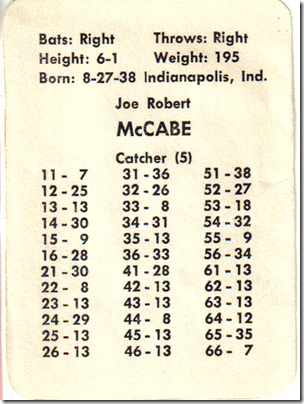 Bats: Right Throws: Right
Height: 6-1 Weight: 195
Born: 8-27-38 Indianapolis, Ind.
Joe Robert
McCABE
Catcher (5)
11 - 7 31 - 36 51 - 38
12 - 25 32 - 26 52 - 27
13 - 13 33 - 8 53 - 18
14 - 30 34 - 31 54 - 32
15 - 9 35 - 13 55 - 9
16 - 28 36 - 33 56 - 34
21 - 30 41 - 28 61 - 13
22 - 8 42 - 13 62 - 13
23 - 13 43 - 13 63 - 13
24 - 29 44 - 8 64 - 12
25 - 13 45 - 13 65 - 35
26 - 13 46 - 13 66 - 7